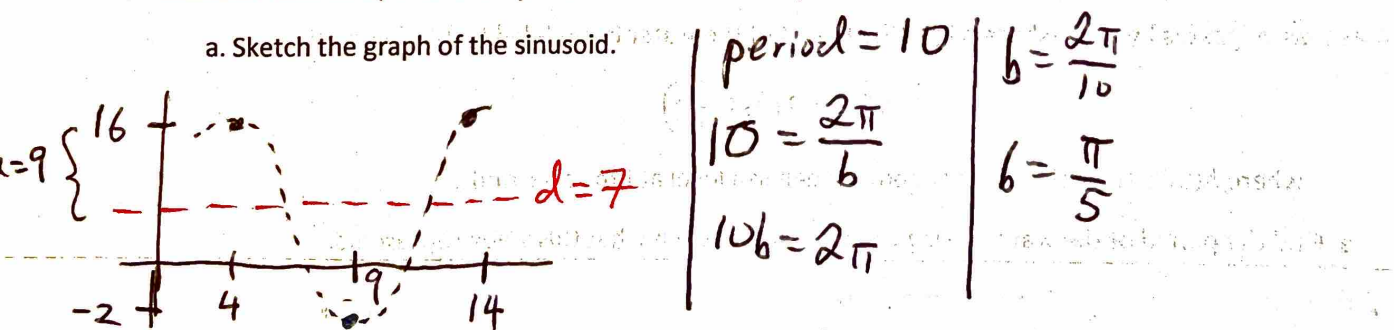 a. Sketch the graph of the sinusoid.
16
=9
d=7
-2
4
9
14
period = 10
10 = 2π/b
10b = 2π
b = 2π/10
b = π/5